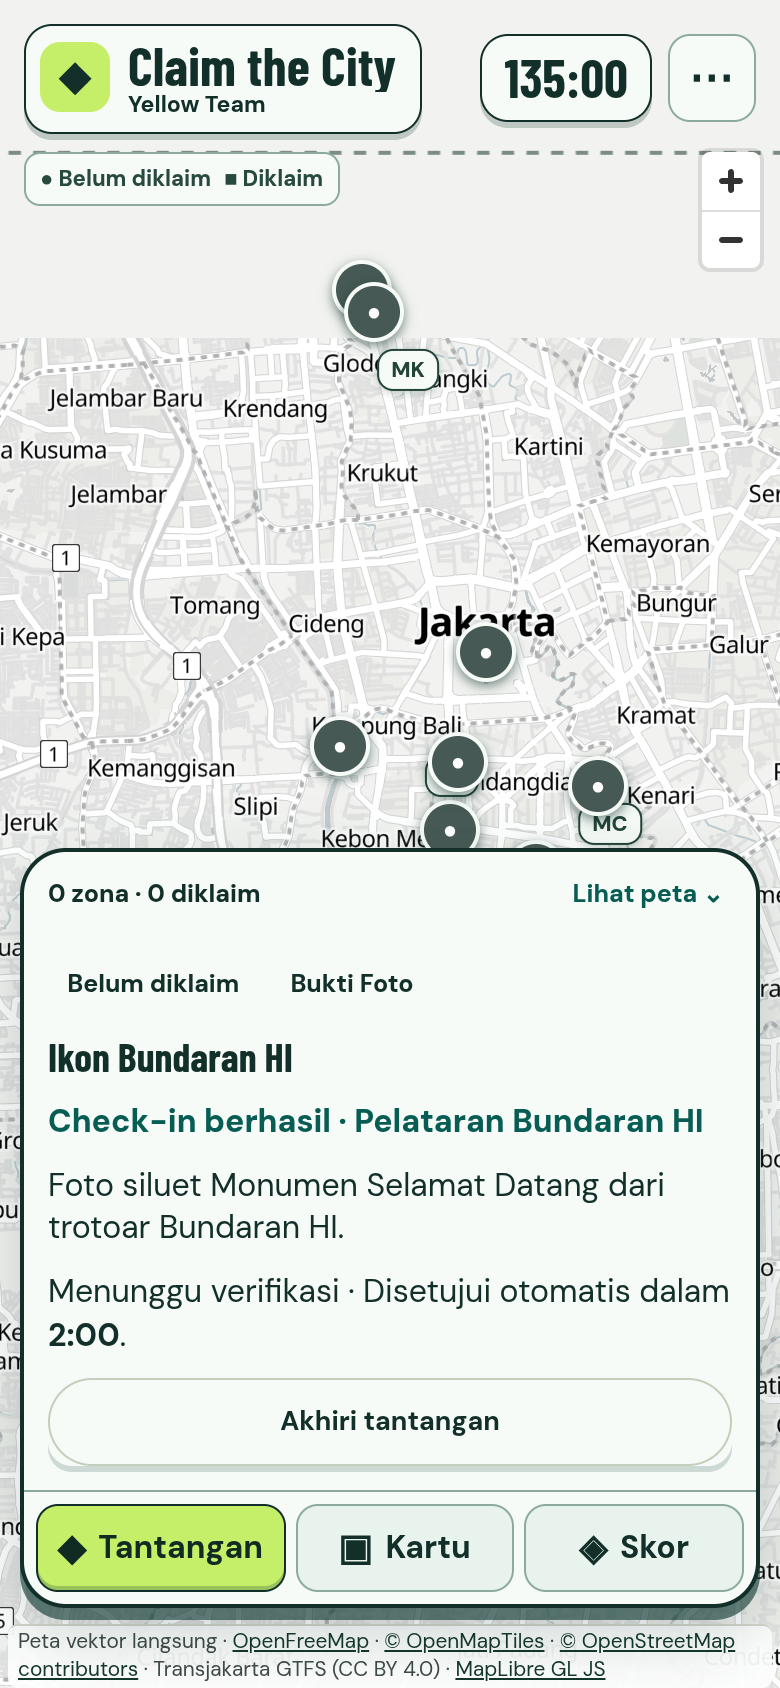 Claim the City
Yellow Team
135:00
...
Belum diklaim Diklaim
+
−
MK
Jelambar Baru
Krendang
a Kusuma
Kartini
Krukut
Jelambar
Kemayoran
1
Tomang
Cideng
Jakarta
Bungur
i Kepa
Galur
1
Kramat
1
Kemanggisan
Slipi
Kenari
Jeruk
MC
0 zona · 0 diklaim
Lihat peta
Belum diklaim
Bukti Foto
Ikon Bundaran HI
Check-in berhasil · Pelataran Bundaran HI
Foto siluet Monumen Selamat Datang dari
trotoar Bundaran HI.
Menunggu verifikasi · Disetujui otomatis dalam
2:00.
Akhiri tantangan
Tantangan
Kartu
Skor
Peta vektor langsung · OpenFreeMap · © OpenMapTiles · © OpenStreetMap
contributors · Transjakarta GTFS (CC BY 4.0) · MapLibre GL JS